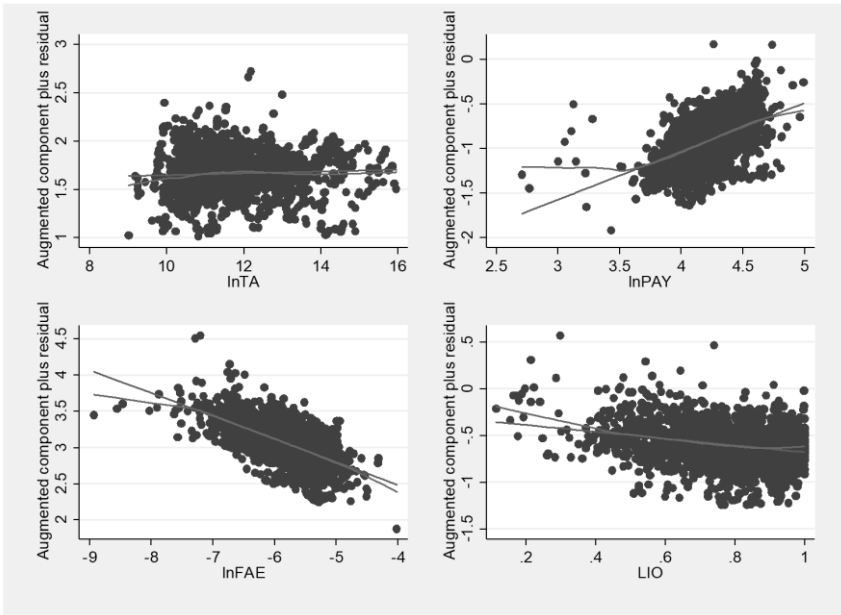 Augmented component plus residual
3
2.5
2
1.5
1
8 10 12 14 16
lnTA
Augmented component plus residual
0
-.5
-1
-1.5
-2
2.5 3 3.5 4 4.5 5
lnPAY
Augmented component plus residual
4.5
4
3.5
3
2.5
2
-9 -8 -7 -6 -5 -4
lnFAE
Augmented component plus residual
.5
0
-.5
-1
-1.5
.2 .4 .6 .8 1
LIO